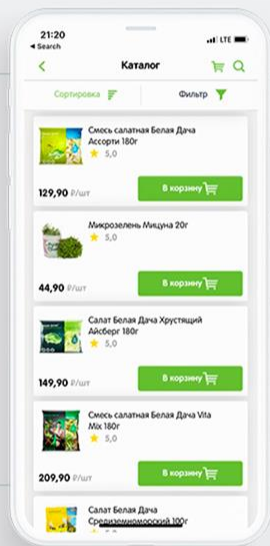 21:20
LTE
◀ Search
Каталог
Сортировка
Фильтр
Смесь салатная Белая Дача
Ассорти 180г
5,0
129,90 ₽/шт
В корзину
Микрозелень Мицуна 20г
5,0
44,90 ₽/шт
В корзину
Салат Белая Дача Хрустящий
Айсберг 180г
5,0
149,90 ₽/шт
В корзину
Смесь салатная Белая Дача Vita
Mix 180г
5,0
209,90 ₽/шт
В корзину
Салат Белая Дача
Средиземноморский 100г